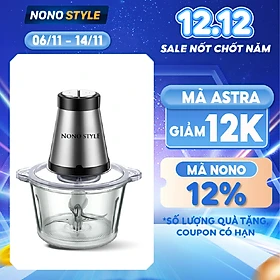 NONO STYLE
06/11 – 14/11
12.12
SALE NỐT CHỐT NĂM
MÃ ASTRA
GIẢM 12K
MÃ NONO
12%
*SỐ LƯỢNG QUÀ TẶNG
COUPON CÓ HẠN
NONO STYLE